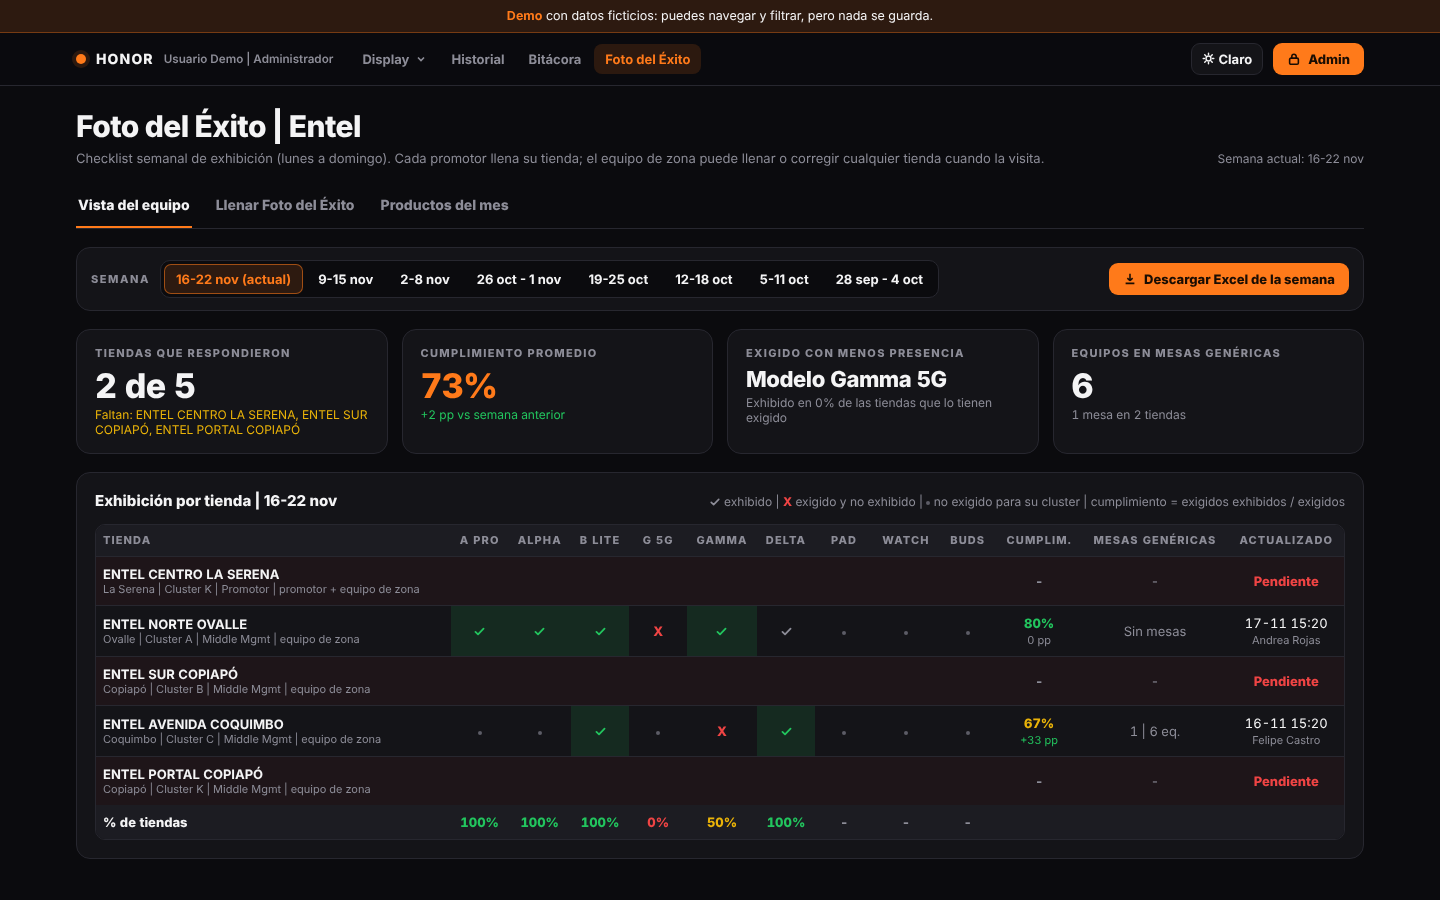 Demo con datos ficticios: puedes navegar y filtrar, pero nada se guarda.
HONOR Usuario Demo | Administrador Display Historial Bitácora Foto del Éxito Claro Admin
Foto del Éxito | Entel
Checklist semanal de exhibición (lunes a domingo). Cada promotor llena su tienda; el equipo de zona puede llenar o corregir cualquier tienda cuando la visita. Semana actual: 16-22 nov
Vista del equipo Llenar Foto del Éxito Productos del mes
SEMANA 16-22 nov (actual) 9-15 nov 2-8 nov 26 oct - 1 nov 19-25 oct 12-18 oct 5-11 oct 28 sep - 4 oct Descargar Excel de la semana
TIENDAS QUE RESPONDIERON
2 de 5
Faltan: ENTEL CENTRO LA SERENA, ENTEL SUR
COPIAPÓ, ENTEL PORTAL COPIAPÓ
CUMPLIMIENTO PROMEDIO
73%
+2 pp vs semana anterior
EXIGIDO CON MENOS PRESENCIA
Modelo Gamma 5G
Exhibido en 0% de las tiendas que lo tienen
exigido
EQUIPOS EN MESAS GENÉRICAS
6
1 mesa en 2 tiendas
Exhibición por tienda | 16-22 nov ✓ exhibido | X exigido y no exhibido | • no exigido para su cluster | cumplimiento = exigidos exhibidos / exigidos
TIENDA A PRO ALPHA B LITE G 5G GAMMA DELTA PAD WATCH BUDS CUMPLIM. MESAS GENÉRICAS ACTUALIZADO
ENTEL CENTRO LA SERENA - - Pendiente
La Serena | Cluster K | Promotor | promotor + equipo de zona
ENTEL NORTE OVALLE ✓ ✓ ✓ X ✓ ✓ • • • 80% Sin mesas 17-11 15:20
Ovalle | Cluster A | Middle Mgmt | equipo de zona 0 pp Andrea Rojas
ENTEL SUR COPIAPÓ - - Pendiente
Copiapó | Cluster B | Middle Mgmt | equipo de zona
ENTEL AVENIDA COQUIMBO • • ✓ • X ✓ • • • 67% 1 | 6 eq. 16-11 15:20
Coquimbo | Cluster C | Middle Mgmt | equipo de zona +33 pp Felipe Castro
ENTEL PORTAL COPIAPÓ - - Pendiente
Copiapó | Cluster K | Middle Mgmt | equipo de zona
% de tiendas 100% 100% 100% 0% 50% 100% - - -